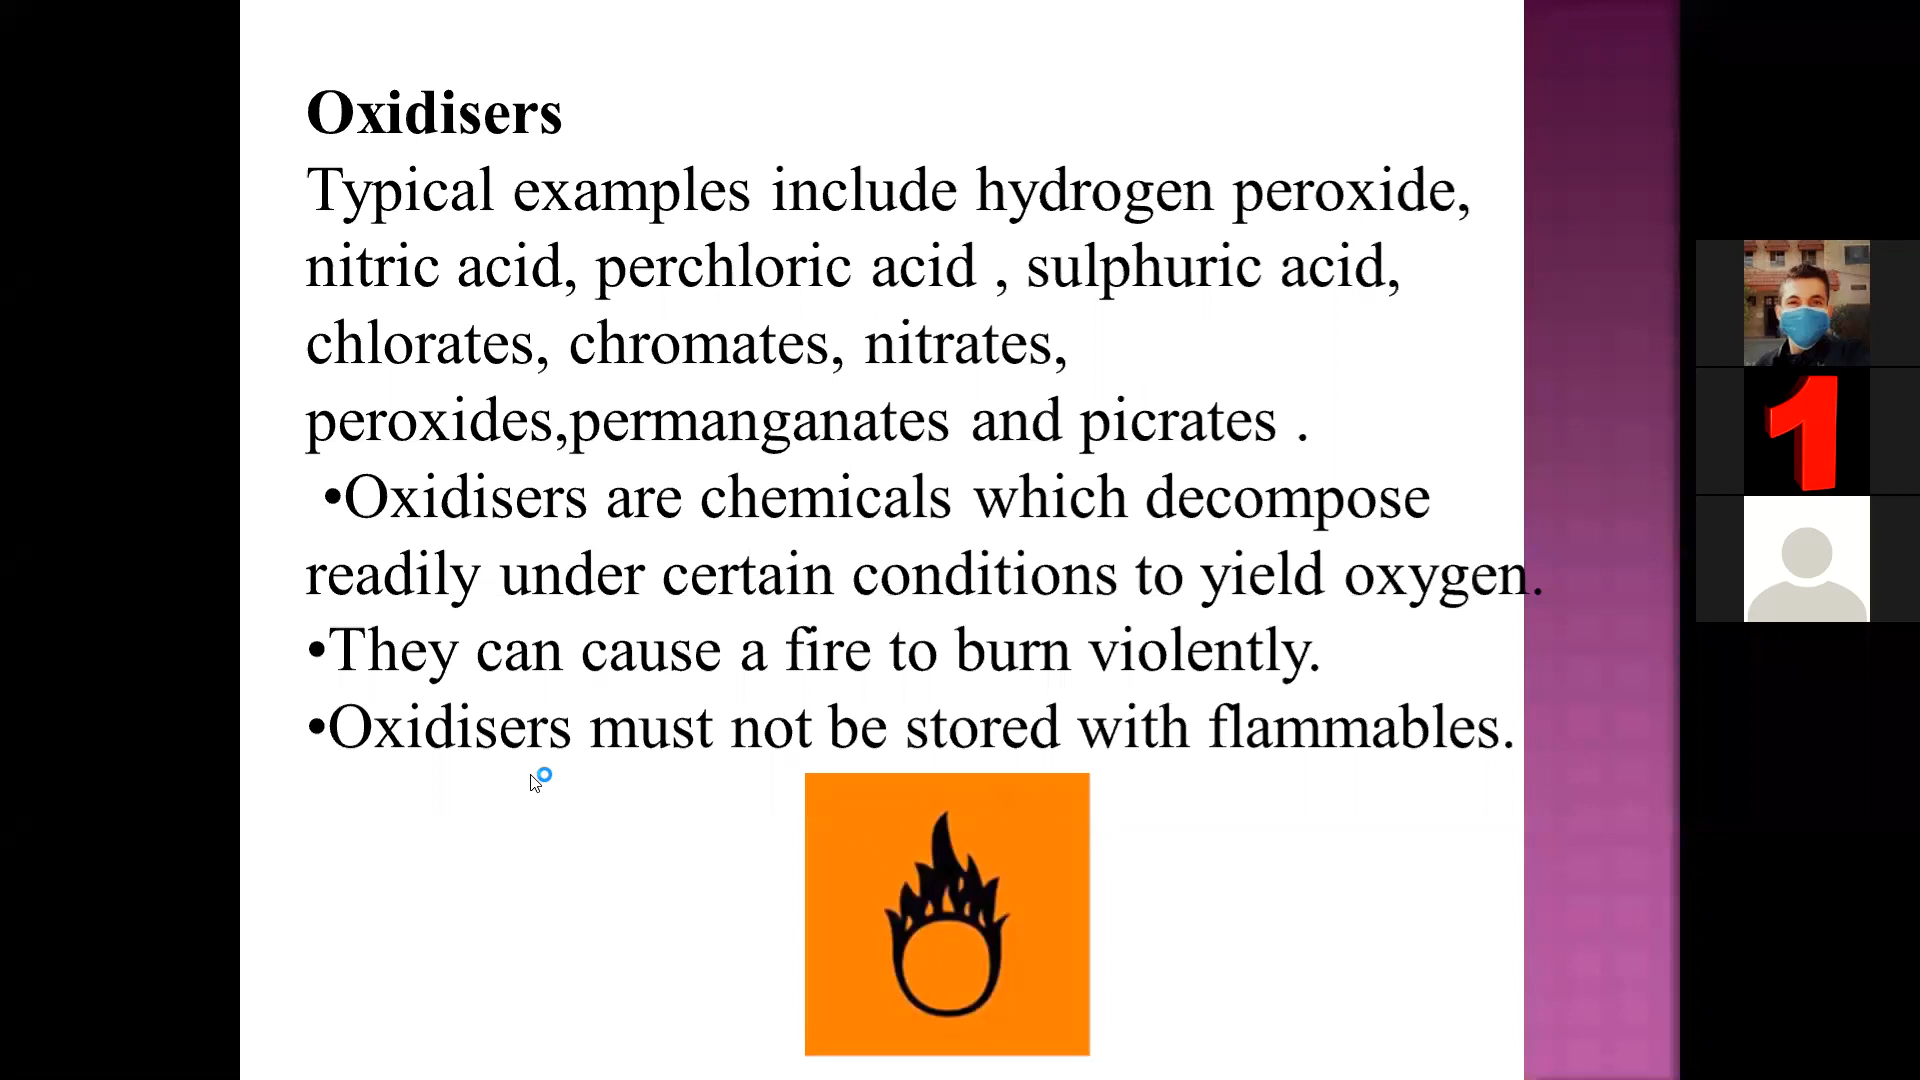 Oxidisers
Typical examples include hydrogen peroxide,
nitric acid, perchloric acid , sulphuric acid,
chlorates, chromates, nitrates,
peroxides,permanganates and picrates .
•Oxidisers are chemicals which decompose
readily under certain conditions to yield oxygen.
•They can cause a fire to burn violently.
•Oxidisers must not be stored with flammables.
1